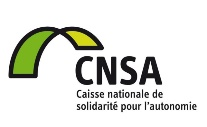 CNSA
Caisse nationale de
solidarité pour l'autonomie